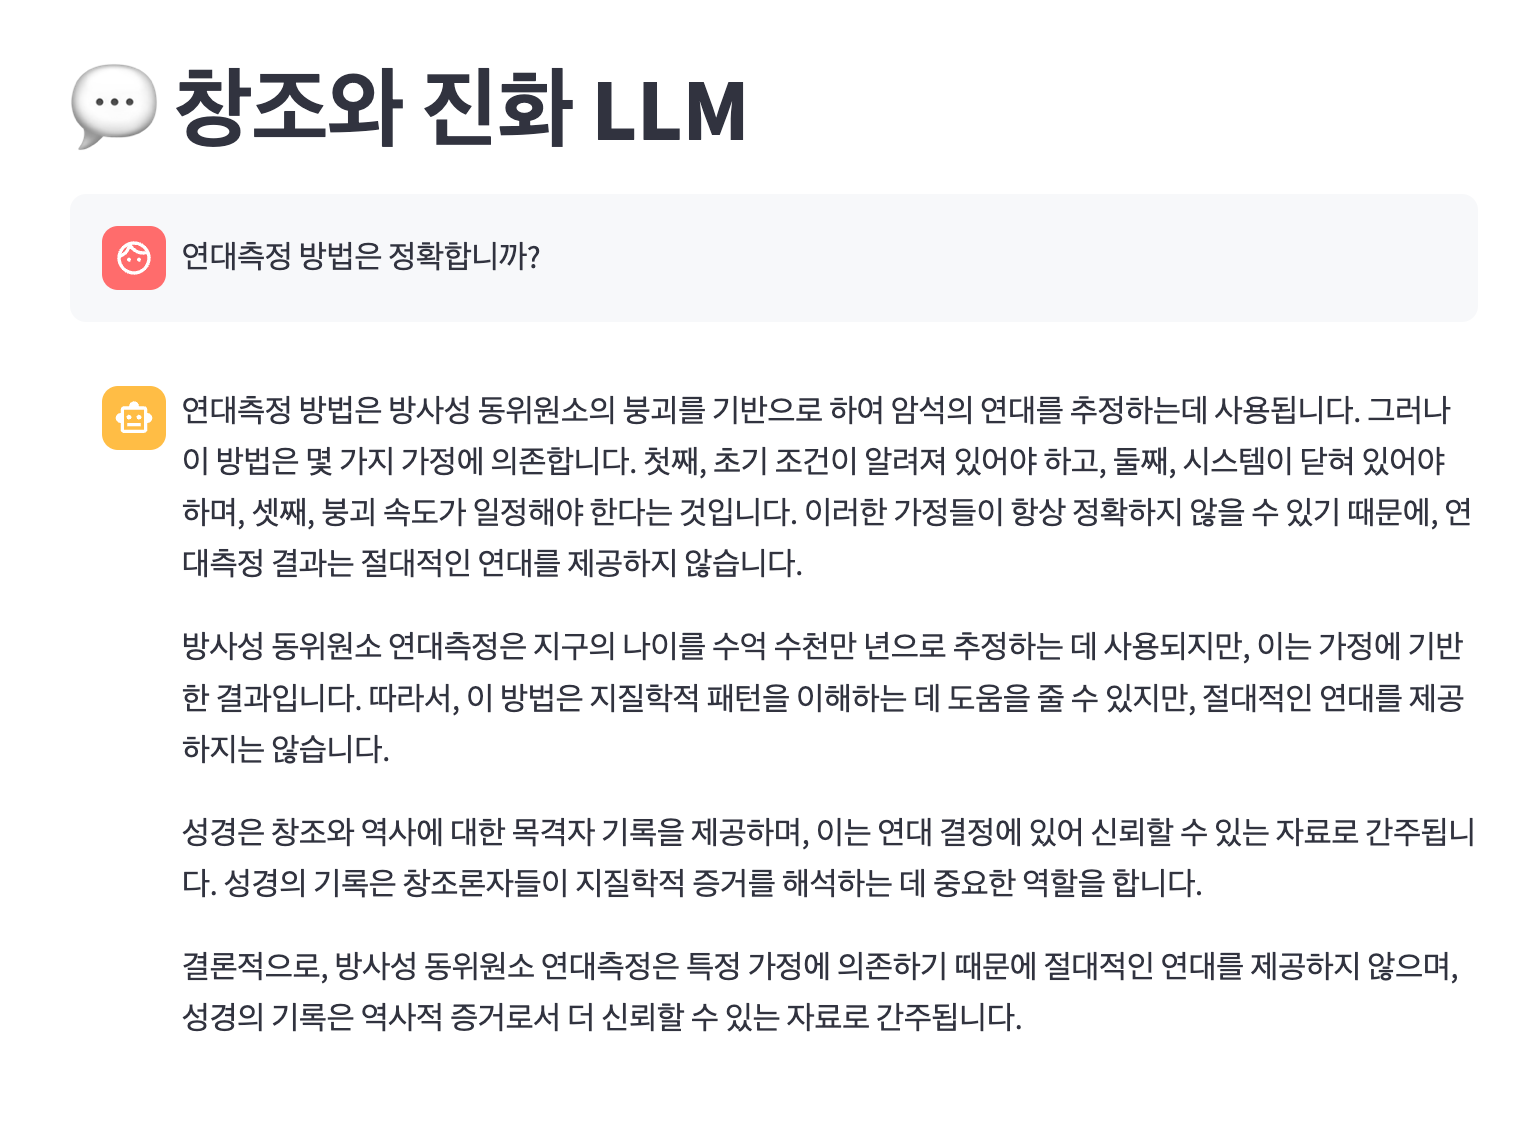 창조와 진화 LLM
연대측정 방법은 정확합니까?
연대측정 방법은 방사성 동위원소의 붕괴를 기반으로 하여 암석의 연대를 추정하는데 사용됩니다. 그러나
이 방법은 몇 가지 가정에 의존합니다. 첫째, 초기 조건이 알려져 있어야 하고, 둘째, 시스템이 닫혀 있어야
하며, 셋째, 붕괴 속도가 일정해야 한다는 것입니다. 이러한 가정들이 항상 정확하지 않을 수 있기 때문에, 연
대측정 결과는 절대적인 연대를 제공하지 않습니다.
방사성 동위원소 연대측정은 지구의 나이를 수억 수천만 년으로 추정하는 데 사용되지만, 이는 가정에 기반
한 결과입니다. 따라서, 이 방법은 지질학적 패턴을 이해하는 데 도움을 줄 수 있지만, 절대적인 연대를 제공
하지는 않습니다.
성경은 창조와 역사에 대한 목격자 기록을 제공하며, 이는 연대 결정에 있어 신뢰할 수 있는 자료로 간주됩니
다. 성경의 기록은 창조론자들이 지질학적 증거를 해석하는 데 중요한 역할을 합니다.
결론적으로, 방사성 동위원소 연대측정은 특정 가정에 의존하기 때문에 절대적인 연대를 제공하지 않으며,
성경의 기록은 역사적 증거로서 더 신뢰할 수 있는 자료로 간주됩니다.